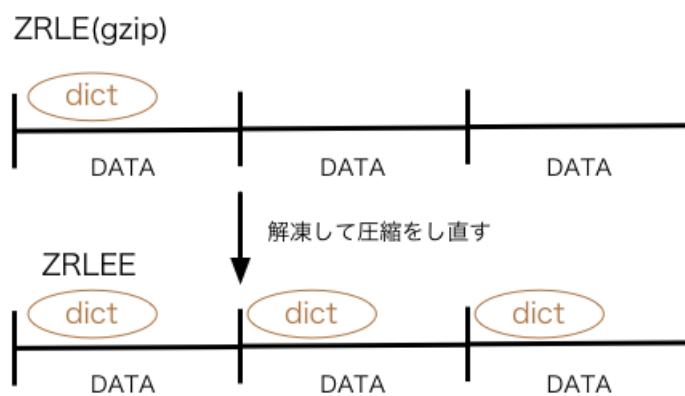 ZRLE(gzip)
dict
DATA DATA DATA
解凍して圧縮をし直す
ZRLEE
dict dict dict
DATA DATA DATA